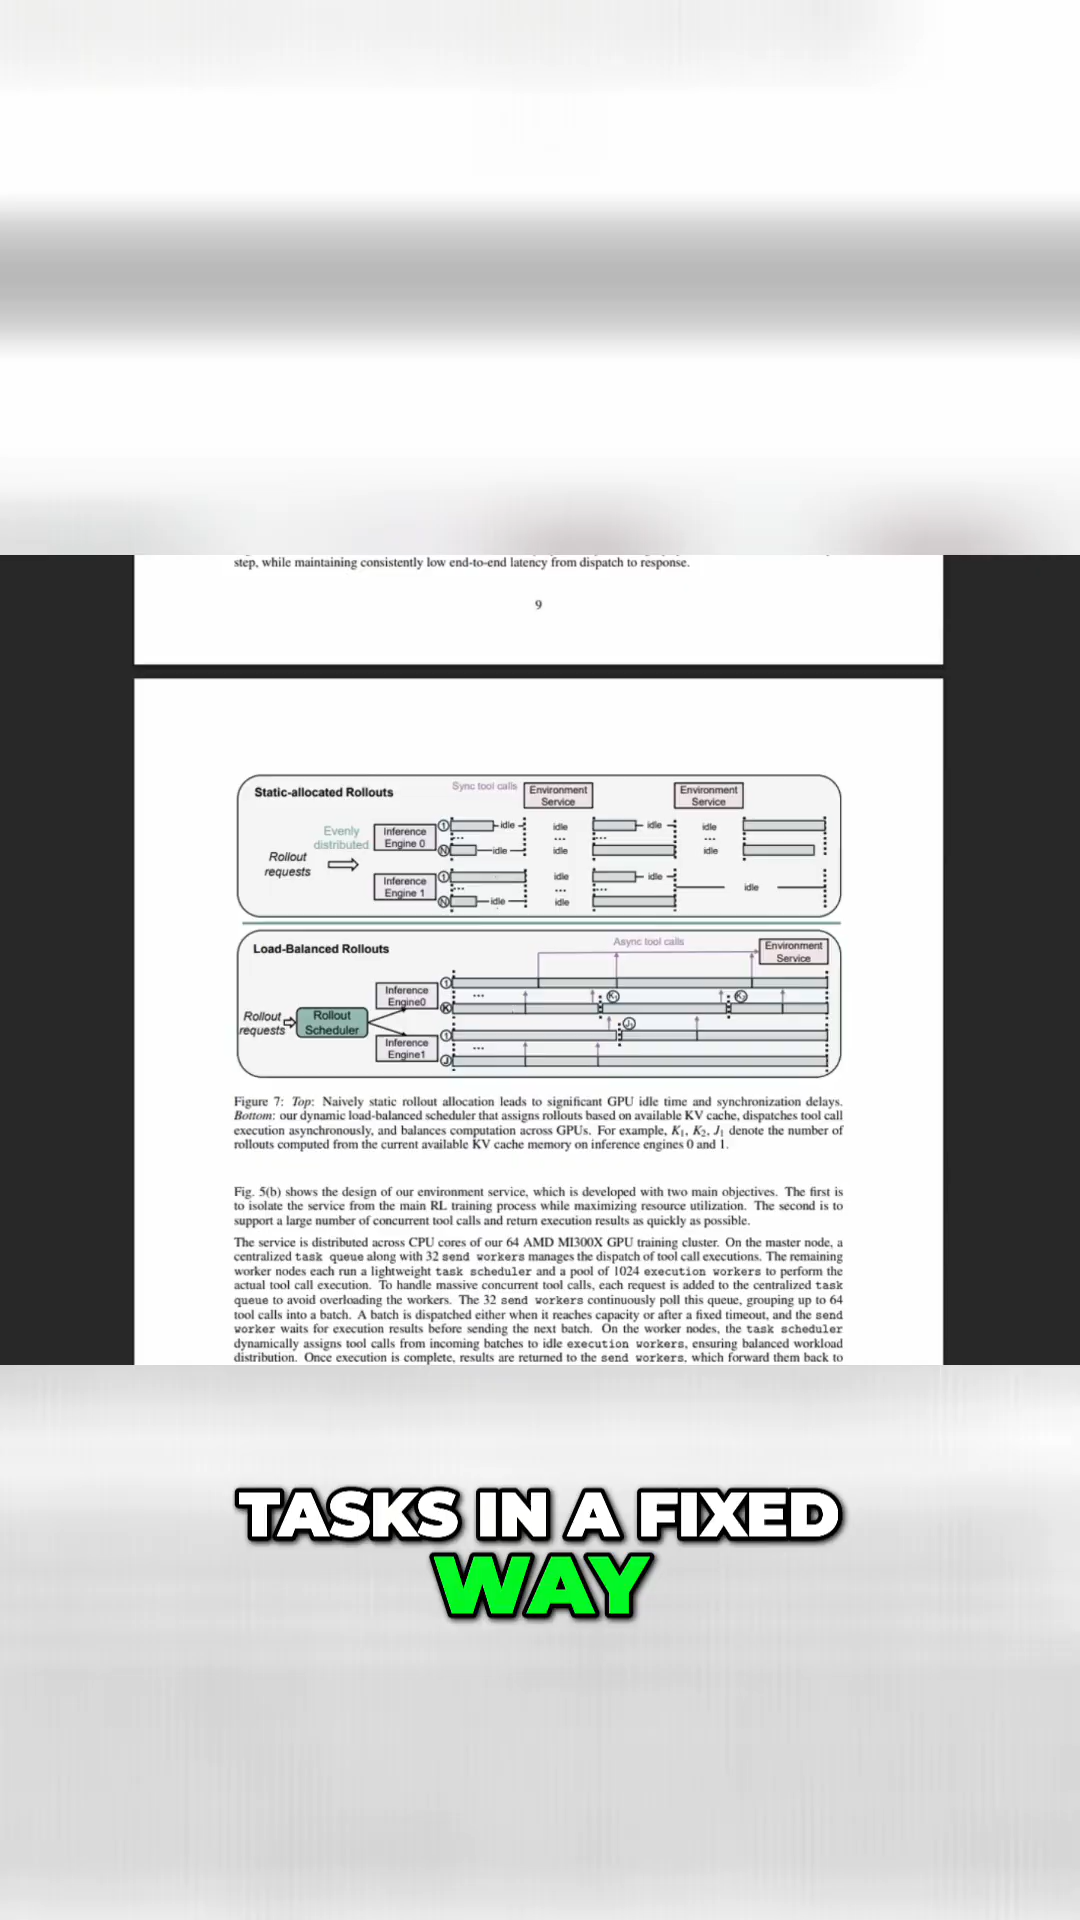 step, while maintaining consistently low end-to-end latency from dispatch to response.
9
Static-allocated Rollouts
Sync tool calls
Environment Service
Environment Service
Evenly distributed
Rollout requests
Inference Engine 0
1
idle
idle
idle
idle
...
...
...
...
N
idle
idle
idle
Inference Engine 1
1
idle
idle
idle
...
...
...
N
idle
idle
Load-Balanced Rollouts
Async tool calls
Environment Service
Rollout requests
Rollout Scheduler
Inference Engine0
1
...
K
K₁
K₂
Inference Engine1
1
J₁
...
J
Figure 7: Top: Naively static rollout allocation leads to significant GPU idle time and synchronization delays.
Bottom: our dynamic load-balanced scheduler that assigns rollouts based on available KV cache, dispatches tool call
execution asynchronously, and balances computation across GPUs. For example, K₁, K₂, J₁ denote the number of
rollouts computed from the current available KV cache memory on inference engines 0 and 1.
Fig. 5(b) shows the design of our environment service, which is developed with two main objectives. The first is
to isolate the service from the main RL training process while maximizing resource utilization. The second is to
support a large number of concurrent tool calls and return execution results as quickly as possible.
The service is distributed across CPU cores of our 64 AMD MI300X GPU training cluster. On the master node, a
centralized task queue along with 32 send workers manages the dispatch of tool call executions. The remaining
worker nodes each run a lightweight task scheduler and a pool of 1024 execution workers to perform the
actual tool call execution. To handle massive concurrent tool calls, each request is added to the centralized task
queue to avoid overloading the workers. The 32 send workers continuously poll this queue, grouping up to 64
tool calls into a batch. A batch is dispatched either when it reaches capacity or after a fixed timeout, and the send
worker waits for execution results before sending the next batch. On the worker nodes, the task scheduler
dynamically assigns tool calls from incoming batches to idle execution workers, ensuring balanced workload
distribution. Once execution is complete, results are returned to the send workers, which forward them back to
TASKS IN A FIXED
WAY